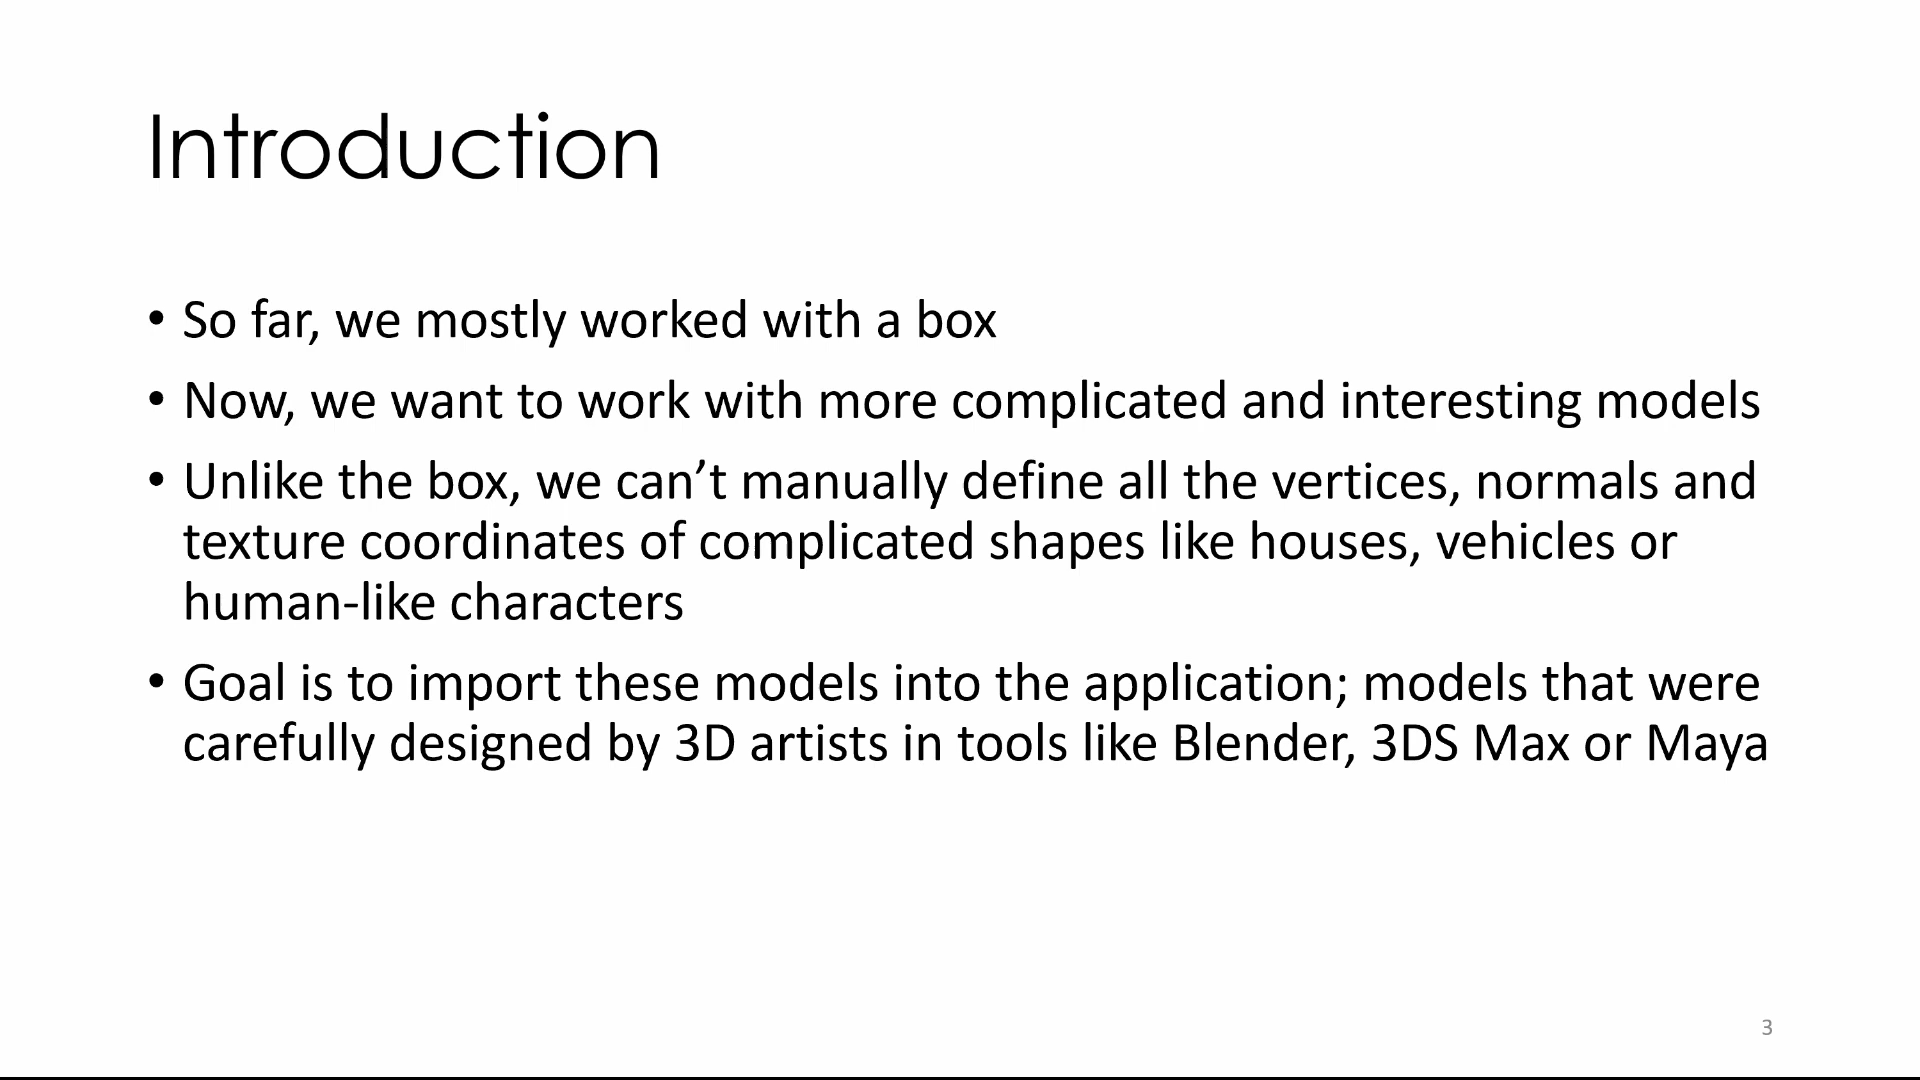 Introduction
• So far, we mostly worked with a box
• Now, we want to work with more complicated and interesting models
• Unlike the box, we can’t manually define all the vertices, normals and
texture coordinates of complicated shapes like houses, vehicles or
human-like characters
• Goal is to import these models into the application; models that were
carefully designed by 3D artists in tools like Blender, 3DS Max or Maya
3